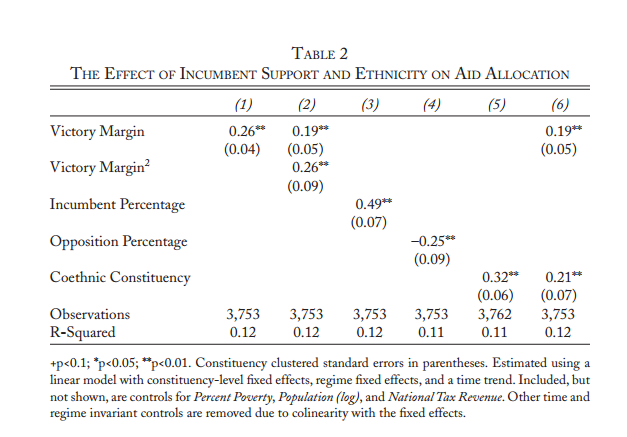 TABLE 2
THE EFFECT OF INCUMBENT SUPPORT AND ETHNICITY ON AID ALLOCATION
(1) (2) (3) (4) (5) (6)
Victory Margin 0.26** 0.19** 0.19**
(0.04) (0.05) (0.05)
Victory Margin² 0.26**
(0.09)
Incumbent Percentage 0.49**
(0.07)
Opposition Percentage –0.25**
(0.09)
Coethnic Constituency 0.32** 0.21**
(0.06) (0.07)
Observations 3,753 3,753 3,753 3,753 3,762 3,753
R-Squared 0.12 0.12 0.12 0.11 0.11 0.12
+p<0.1; *p<0.05; **p<0.01. Constituency clustered standard errors in parentheses. Estimated using a
linear model with constituency-level fixed effects, regime fixed effects, and a time trend. Included, but
not shown, are controls for Percent Poverty, Population (log), and National Tax Revenue. Other time and
regime invariant controls are removed due to colinearity with the fixed effects.